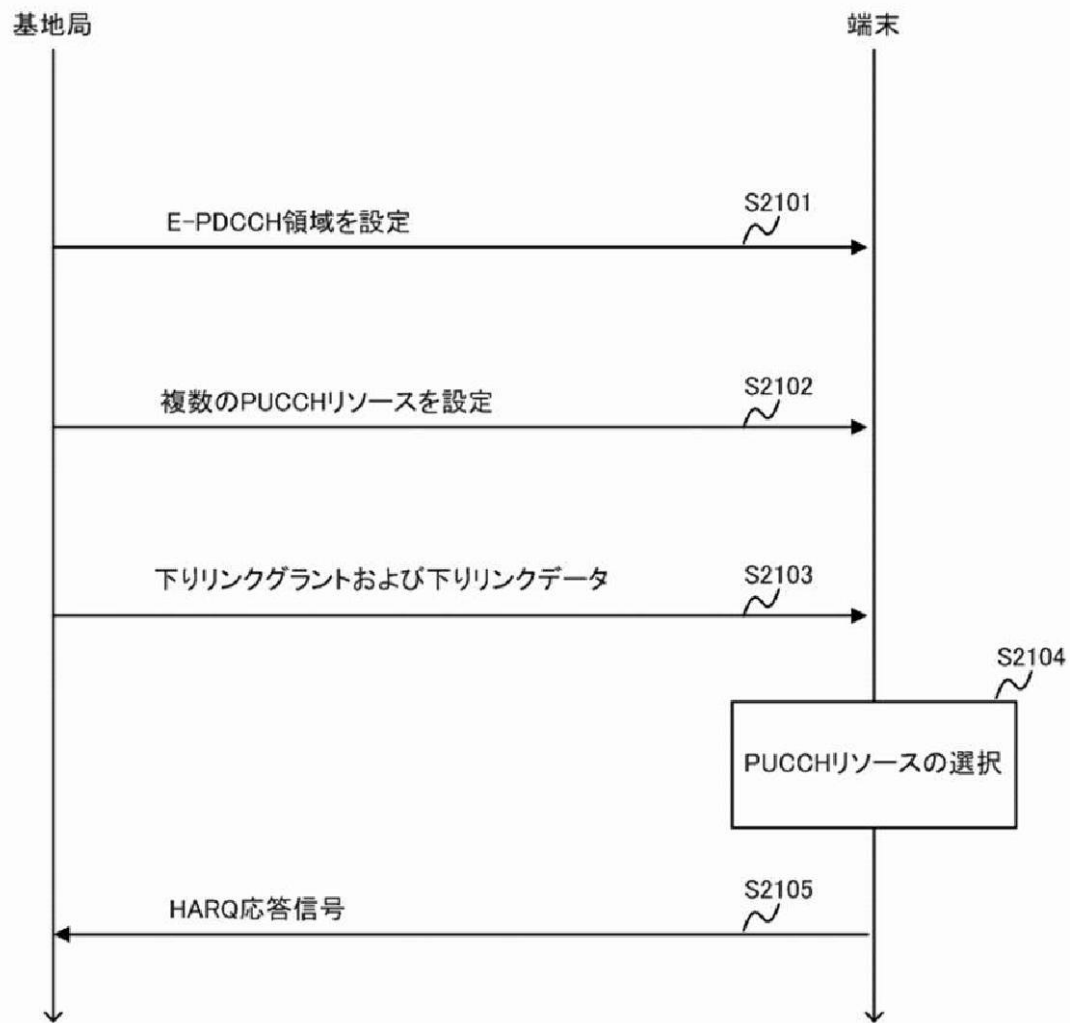 基地局
端末
S2101
E-PDCCH領域を設定
S2102
複数のPUCCHリソースを設定
S2103
下りリンクグラントおよび下りリンクデータ
S2104
PUCCHリソースの選択
S2105
HARQ応答信号